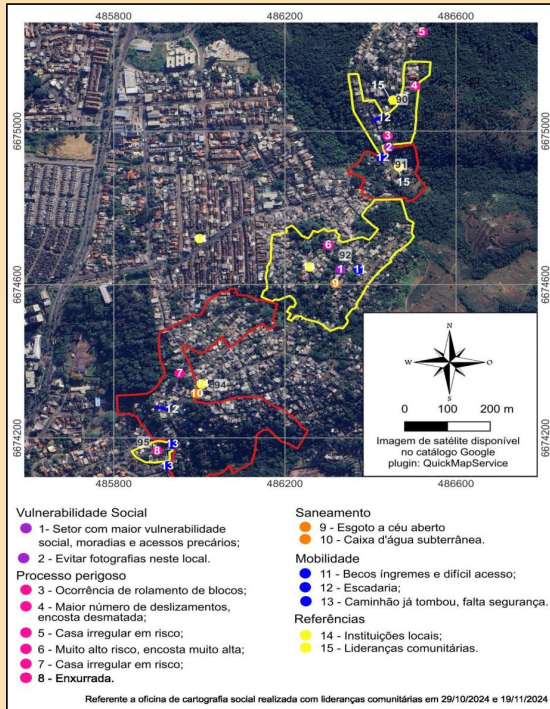 485800 486200 486600
5
15
4
90
12
6675000
6675000
3
2
12
91
15
6
92
1
11
9
6674600
6674600
7
94
10
12
95
13
8
13
6674200
6674200
N
W O
S
0 100 200 m
Imagem de satélite disponível
no catálogo Google
plugin: QuickMapService
485800 486200 486600
Vulnerabilidade Social
1- Setor com maior vulnerabilidade
social, moradias e acessos precários;
2 - Evitar fotografias neste local.
Processo perigoso
3 - Ocorrência de rolamento de blocos;
4 - Maior número de deslizamentos,
encosta desmatada;
5 - Casa irregular em risco;
6 - Muito alto risco, encosta muito alta;
7 - Casa irregular em risco;
8 - Enxurrada.
Saneamento
9 - Esgoto a céu aberto
10 - Caixa d'água subterrânea.
Mobilidade
11 - Becos íngremes e difícil acesso;
12 - Escadaria;
13 - Caminhão já tombou, falta segurança.
Referências
14 - Instituições locais;
15 - Lideranças comunitárias.
Referente a oficina de cartografia social realizada com lideranças comunitárias em 29/10/2024 e 19/11/2024